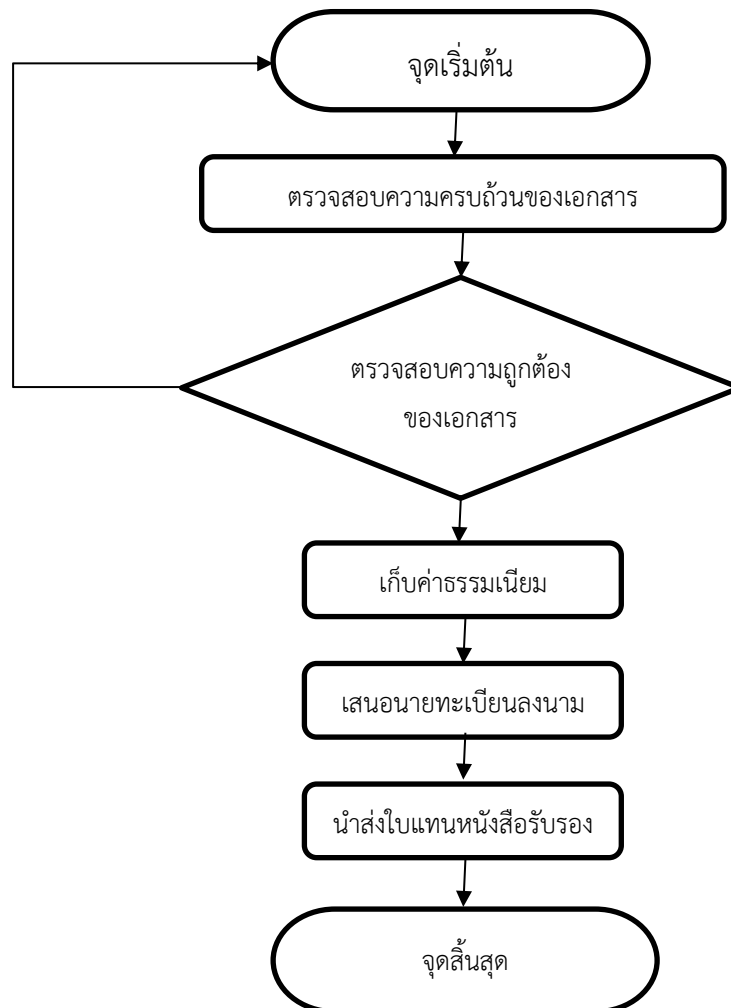 จุดเริ่มต้น
ตรวจสอบความครบถ้วนของเอกสาร
ตรวจสอบความถูกต้อง
ของเอกสาร
เก็บค่าธรรมเนียม
เสนอนายทะเบียนลงนาม
นำส่งใบแทนหนังสือรับรอง
จุดสิ้นสุด